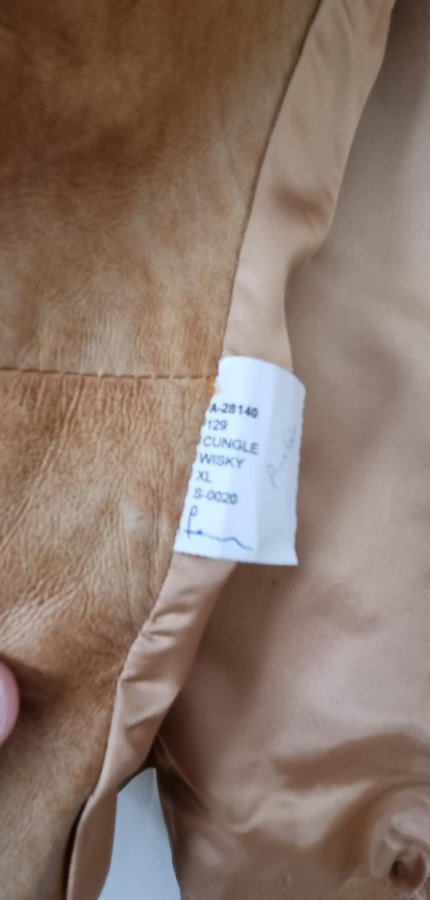 A-28140
129
CUNGLE
WISKY
XL
S-0020